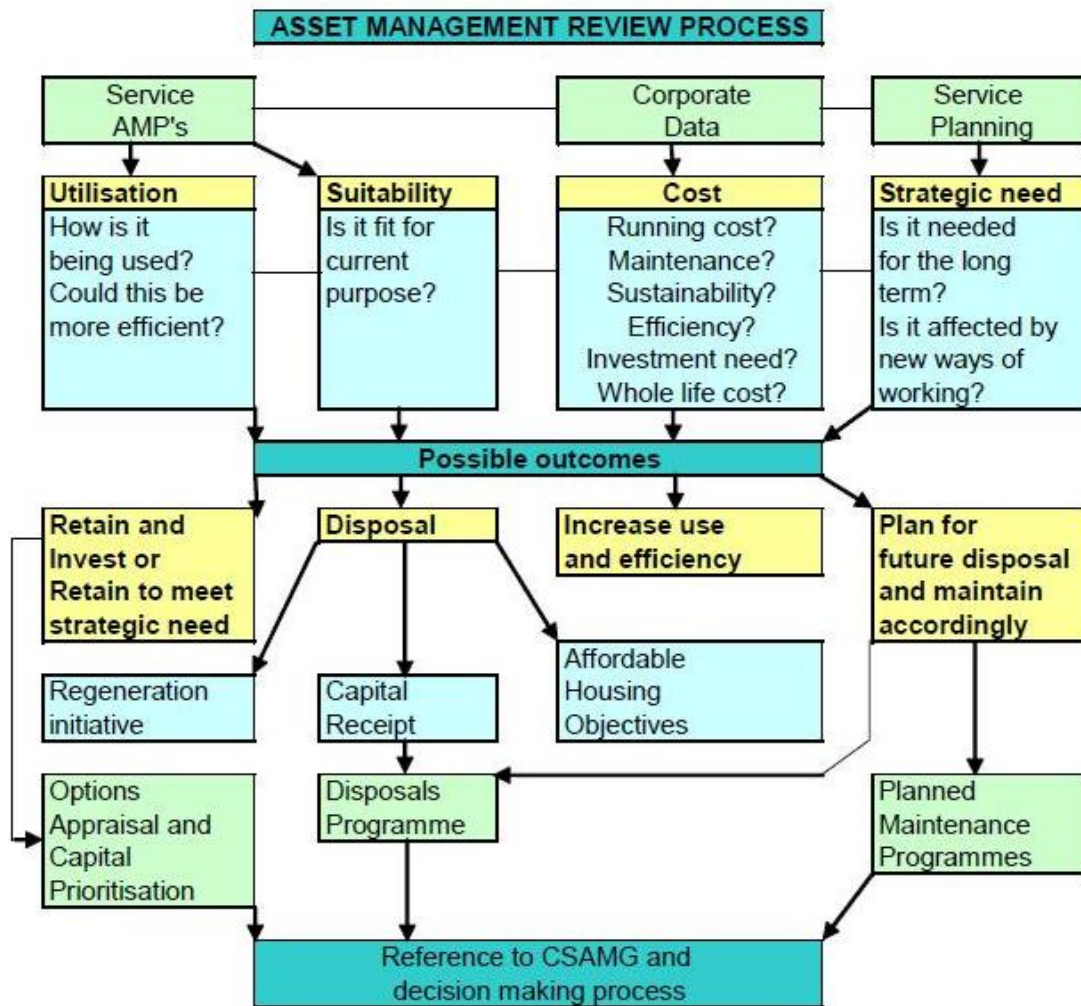 ASSET MANAGEMENT REVIEW PROCESS
Service
AMP's
Corporate
Data
Service
Planning
Utilisation
How is it
being used?
Could this be
more efficient?
Suitability
Is it fit for
current
purpose?
Cost
Running cost?
Maintenance?
Sustainability?
Efficiency?
Investment need?
Whole life cost?
Strategic need
Is it needed
for the long
term?
Is it affected by
new ways of
working?
Possible outcomes
Retain and
Invest or
Retain to meet
strategic need
Disposal
Increase use
and efficiency
Plan for
future disposal
and maintain
accordingly
Regeneration
initiative
Capital
Receipt
Affordable
Housing
Objectives
Options
Appraisal and
Capital
Prioritisation
Disposals
Programme
Planned
Maintenance
Programmes
Reference to CSAMG and
decision making process